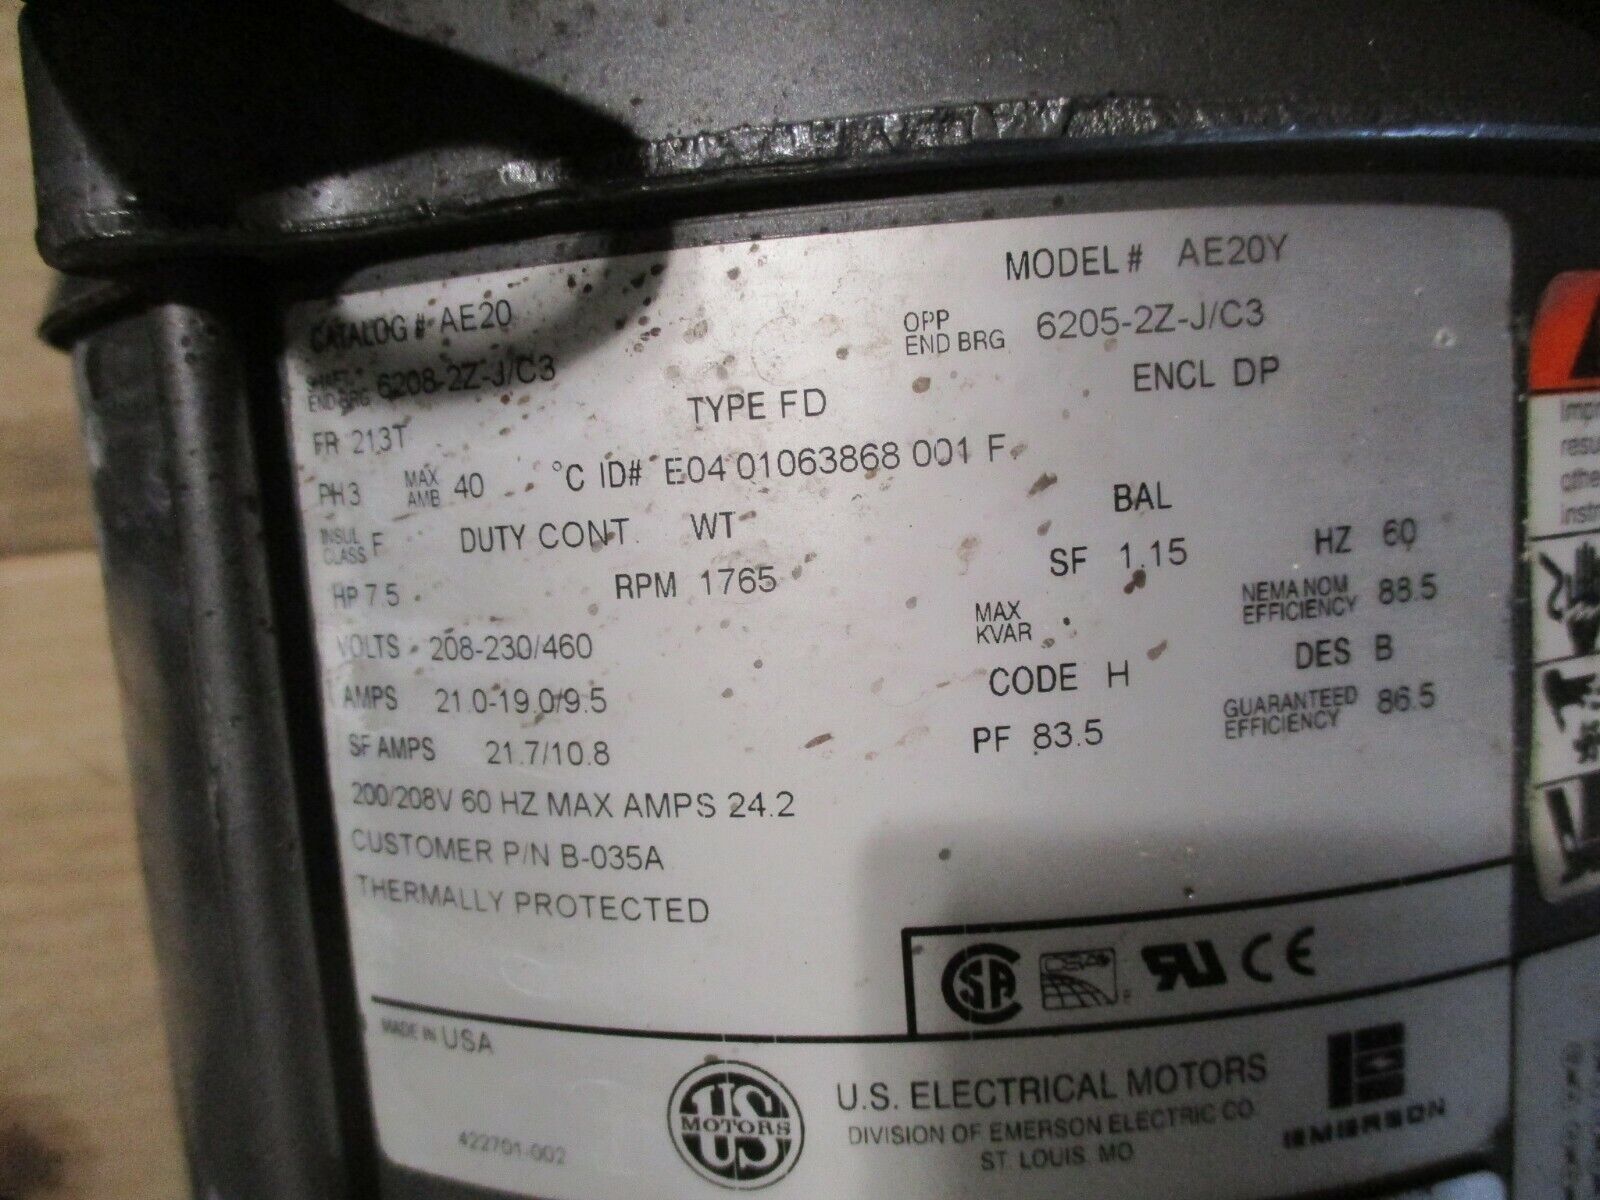 MODEL # AE20Y
CATALOG # AE20
OPP END BRG 6205-2Z-J/C3
SHAFT END BRG 6208-2Z-J/C3
TYPE FD
ENCL DP
FR 213T
PH 3 MAX AMB 40 °C ID# E04 01063868 001 F
INSUL CLASS F DUTY CONT WT BAL
HP 7.5 RPM 1765 SF 1.15 HZ 60
VOLTS 208-230/460 MAX KVAR NEMA NOM EFFICIENCY 88.5
AMPS 21.0-19.0/9.5 CODE H DES B
SF AMPS 21.7/10.8 PF 83.5 GUARANTEED EFFICIENCY 86.5
200/208V 60 HZ MAX AMPS 24.2
CUSTOMER P/N B-035A
THERMALLY PROTECTED
CSA RU CE
MADE IN USA
US MOTORS
U.S. ELECTRICAL MOTORS
DIVISION OF EMERSON ELECTRIC CO
ST. LOUIS MO
EMERSON
422701-002